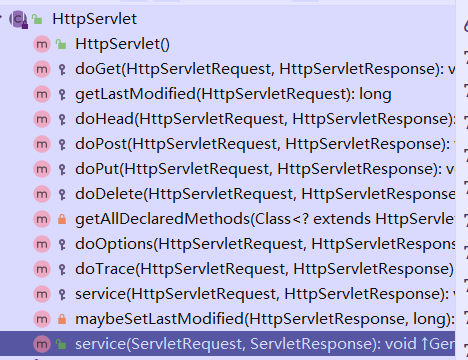 HttpServlet
HttpServlet()
doGet(HttpServletRequest, HttpServletResponse): v
getLastModified(HttpServletRequest): long
doHead(HttpServletRequest, HttpServletResponse):
doPost(HttpServletRequest, HttpServletResponse):
doPut(HttpServletRequest, HttpServletResponse): v
doDelete(HttpServletRequest, HttpServletResponse)
getAllDeclaredMethods(Class<? extends HttpServlet
doOptions(HttpServletRequest, HttpServletRespons
doTrace(HttpServletRequest, HttpServletResponse)
service(HttpServletRequest, HttpServletResponse): v
maybeSetLastModified(HttpServletResponse, long):
service(ServletRequest, ServletResponse): void ↑Gen